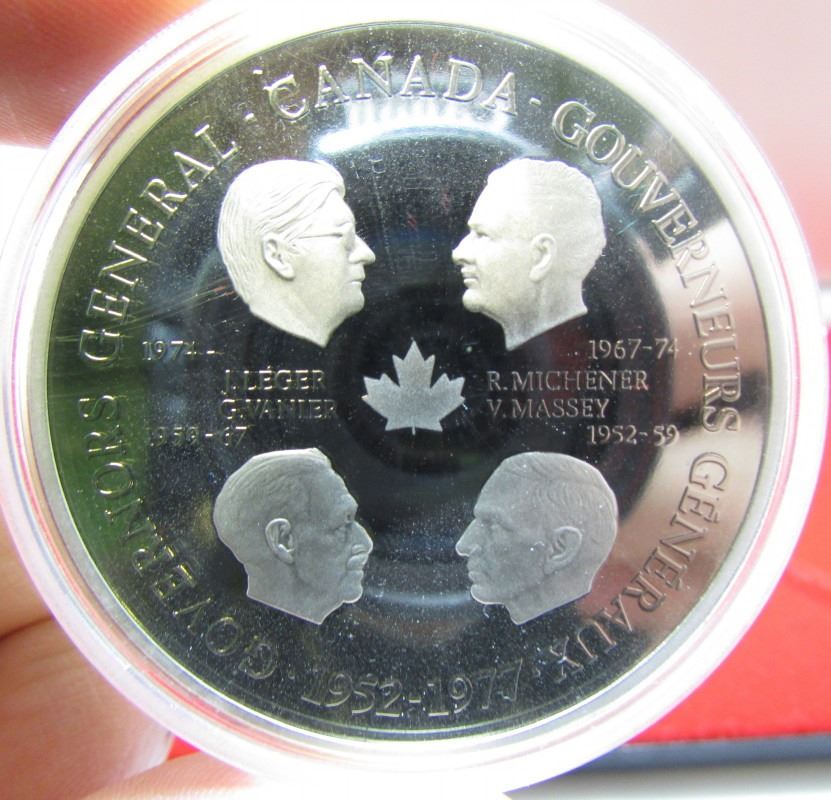 GOVERNORS GENERAL · CANADA · GOUVERNEURS GÉNÉRAUX · 1952-1977 ·
1974-
J. LÉGER
G. VANIER
1959-67
1967-74
R. MICHENER
V. MASSEY
1952-59